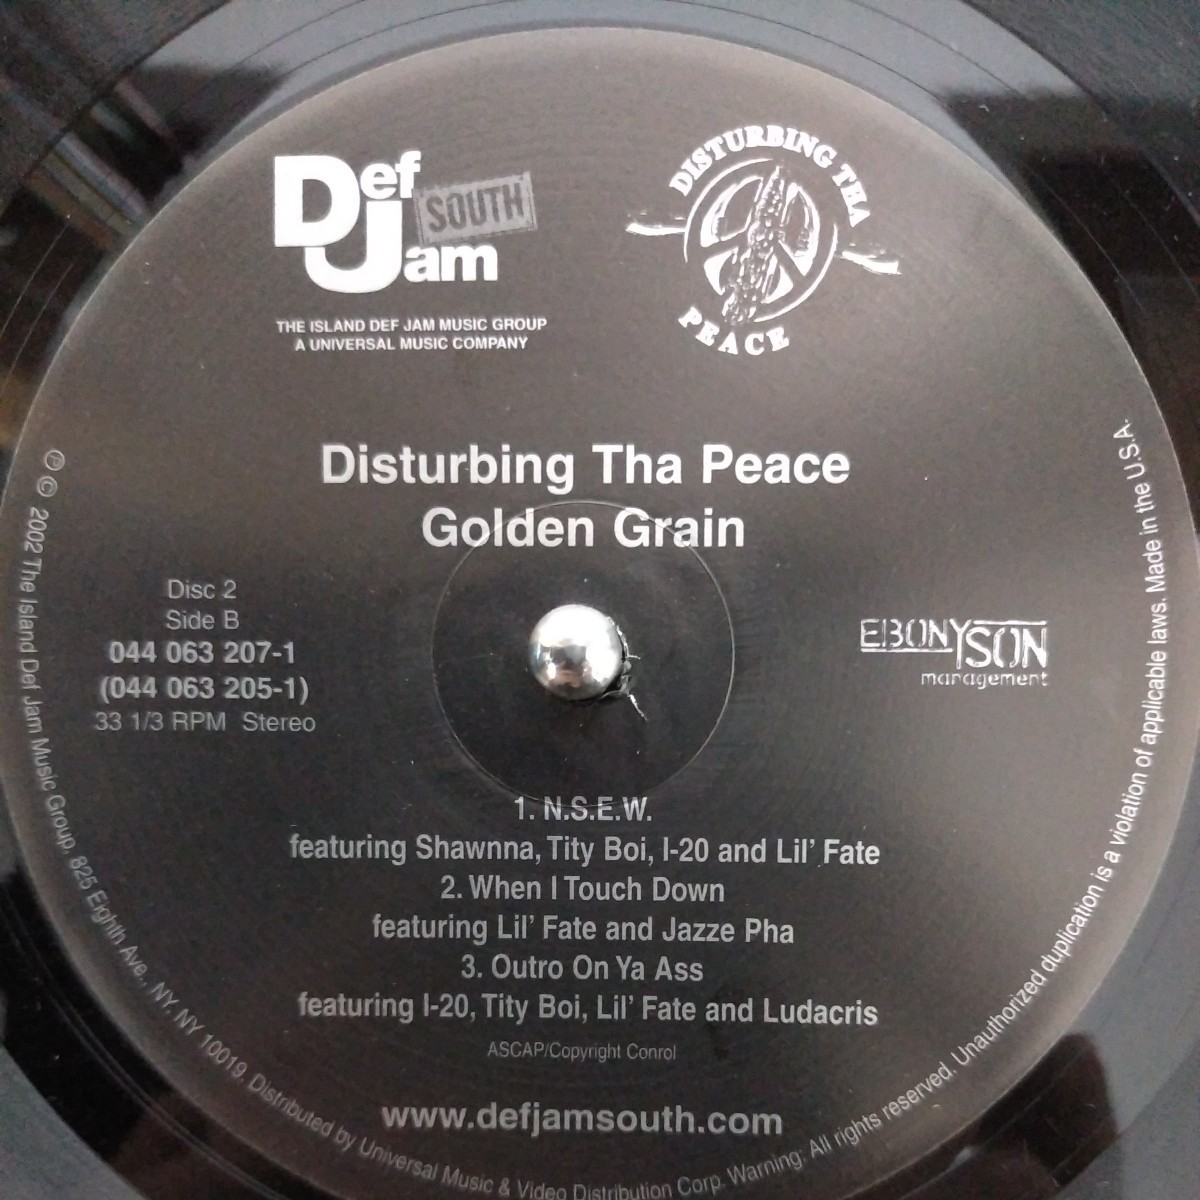 Def Jam SOUTH
THE ISLAND DEF JAM MUSIC GROUP
A UNIVERSAL MUSIC COMPANY
DISTURBING THA
PEACE
Disturbing Tha Peace
Golden Grain
Disc 2
Side B
044 063 207-1
(044 063 205-1)
33 1/3 RPM Stereo
EBONYSON
management
1. N.S.E.W.
featuring Shawnna, Tity Boi, I-20 and Lil' Fate
2. When I Touch Down
featuring Lil' Fate and Jazze Pha
3. Outro On Ya Ass
featuring I-20, Tity Boi, Lil' Fate and Ludacris
ASCAP/Copyright Conrol
www.defjamsouth.com
℗ © 2002 The Island Def Jam Music Group. 825 Eighth Ave., NY, NY 10019. Distributed by Universal Music & Video Distribution Corp. Warning: All rights reserved. Unauthorized duplication is a violation of applicable laws. Made in the U.S.A.